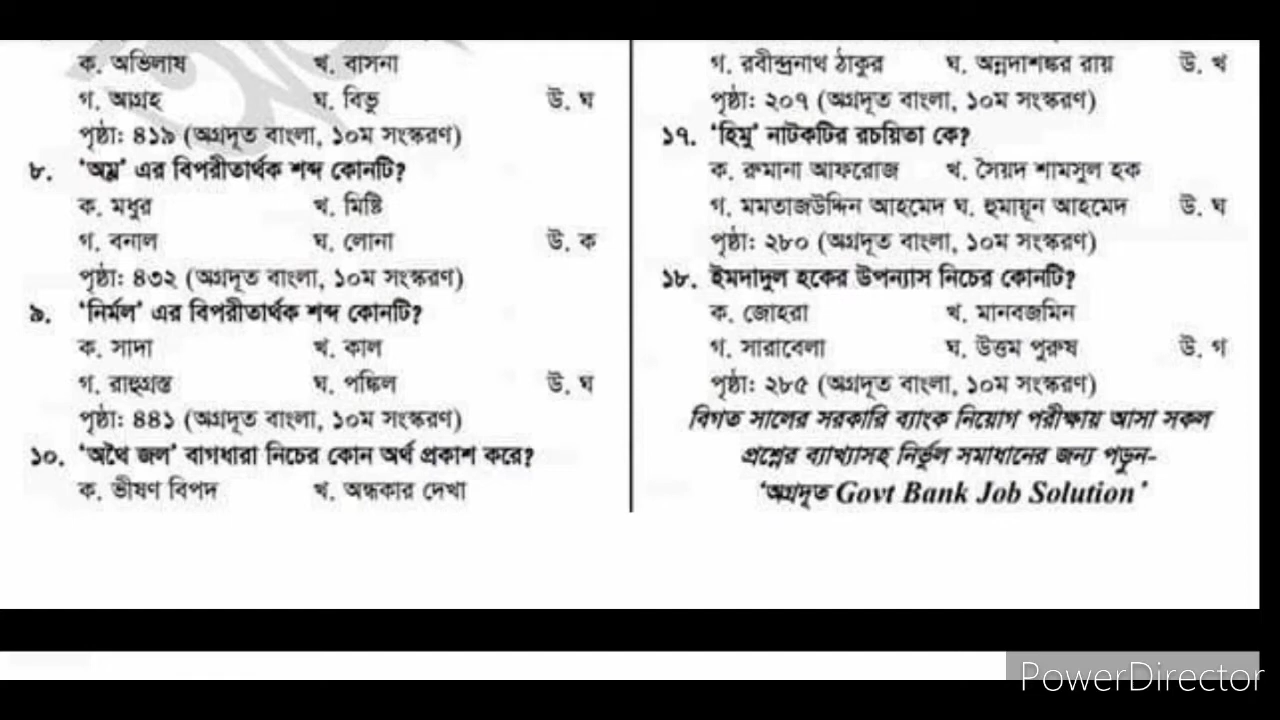 ক. অভিলাষ খ. বাসনা
গ. আগ্রহ ঘ. বিভু উ. ঘ
পৃষ্ঠা: ৪১৯ (অগ্রদূত বাংলা, ১০ম সংস্করণ)
৮. ‘অম্ল’ এর বিপরীতার্থক শব্দ কোনটি?
ক. মধুর খ. মিষ্টি
গ. বনাল ঘ. লোনা উ. ক
পৃষ্ঠা: ৪৩২ (অগ্রদূত বাংলা, ১০ম সংস্করণ)
৯. ‘নির্মল’ এর বিপরীতার্থক শব্দ কোনটি?
ক. সাদা খ. কাল
গ. রাহুগ্রস্ত ঘ. পঙ্কিল উ. ঘ
পৃষ্ঠা: ৪৪১ (অগ্রদূত বাংলা, ১০ম সংস্করণ)
১০. ‘অথৈ জল’ বাগধারা নিচের কোন অর্থ প্রকাশ করে?
ক. ভীষণ বিপদ খ. অন্ধকার দেখা
গ. রবীন্দ্রনাথ ঠাকুর ঘ. অন্নদাশঙ্কর রায় উ. খ
পৃষ্ঠা: ২০৭ (অগ্রদূত বাংলা, ১০ম সংস্করণ)
১৭. ‘হিমু’ নাটকটির রচয়িতা কে?
ক. রুমানা আফরোজ খ. সৈয়দ শামসুল হক
গ. মমতাজউদ্দিন আহমেদ ঘ. হুমায়ূন আহমেদ উ. ঘ
পৃষ্ঠা: ২৮০ (অগ্রদূত বাংলা, ১০ম সংস্করণ)
১৮. ইমদাদুল হকের উপন্যাস নিচের কোনটি?
ক. জোহরা খ. মানবজমিন
গ. সারাবেলা ঘ. উত্তম পুরুষ উ. গ
পৃষ্ঠা: ২৮৫ (অগ্রদূত বাংলা, ১০ম সংস্করণ)
বিগত সালের সরকারি ব্যাংক নিয়োগ পরীক্ষায় আসা সকল
প্রশ্নের ব্যাখ্যাসহ নির্ভুল সমাধানের জন্য পড়ুন-
‘অগ্রদূত Govt Bank Job Solution’
PowerDirector